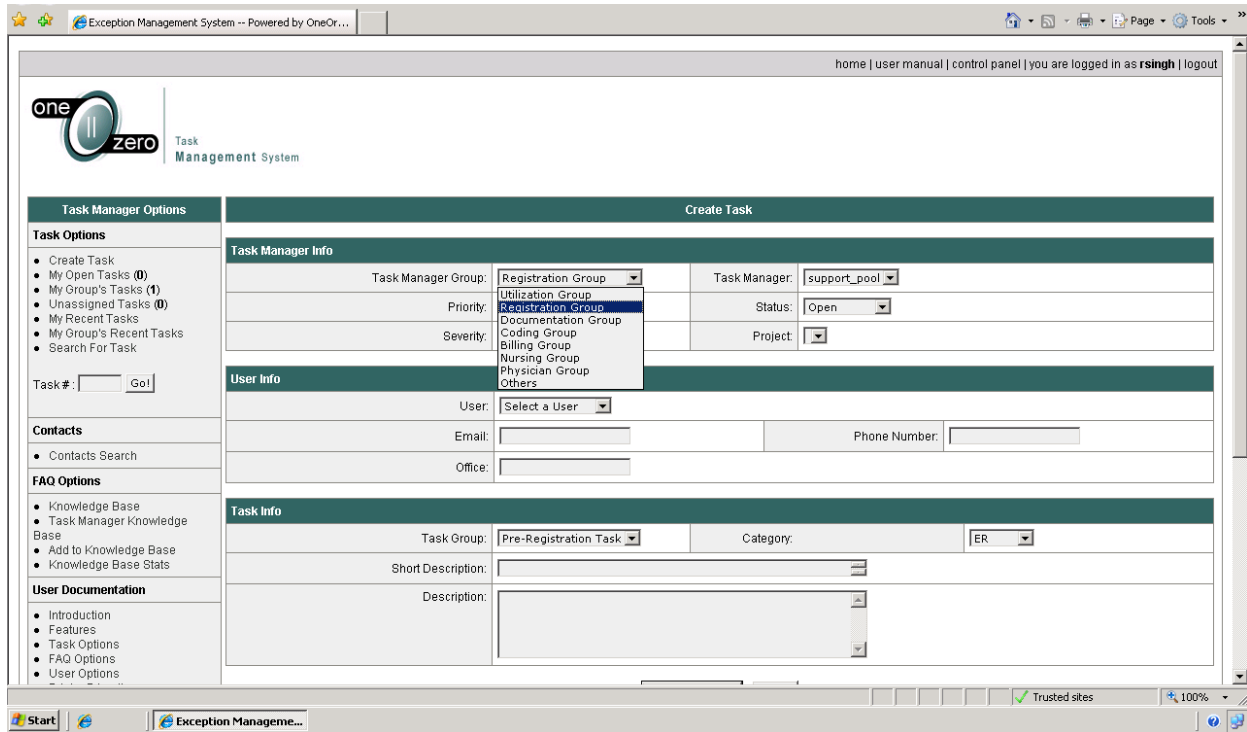 Exception Management System -- Powered by OneOr...
Page
Tools
»
home | user manual | control panel | you are logged in as rsingh | logout
one
zero
Task
Management System
Task Manager Options
Task Options
Create Task
My Open Tasks (0)
My Group's Tasks (1)
Unassigned Tasks (0)
My Recent Tasks
My Group's Recent Tasks
Search For Task
Task #:
Go!
Contacts
Contacts Search
FAQ Options
Knowledge Base
Task Manager Knowledge
Base
Add to Knowledge Base
Knowledge Base Stats
User Documentation
Introduction
Features
Task Options
FAQ Options
User Options
Create Task
Task Manager Info
Task Manager Group: Registration Group
Task Manager: support_pool
Utilization Group
Registration Group
Documentation Group
Coding Group
Billing Group
Nursing Group
Physician Group
Others
Priority:
Status: Open
Severity:
Project:
User Info
User: Select a User
Email:
Phone Number:
Office:
Task Info
Task Group: Pre-Registration Task
Category: ER
Short Description:
Description:
Trusted sites
100%
Start
Exception Manageme...